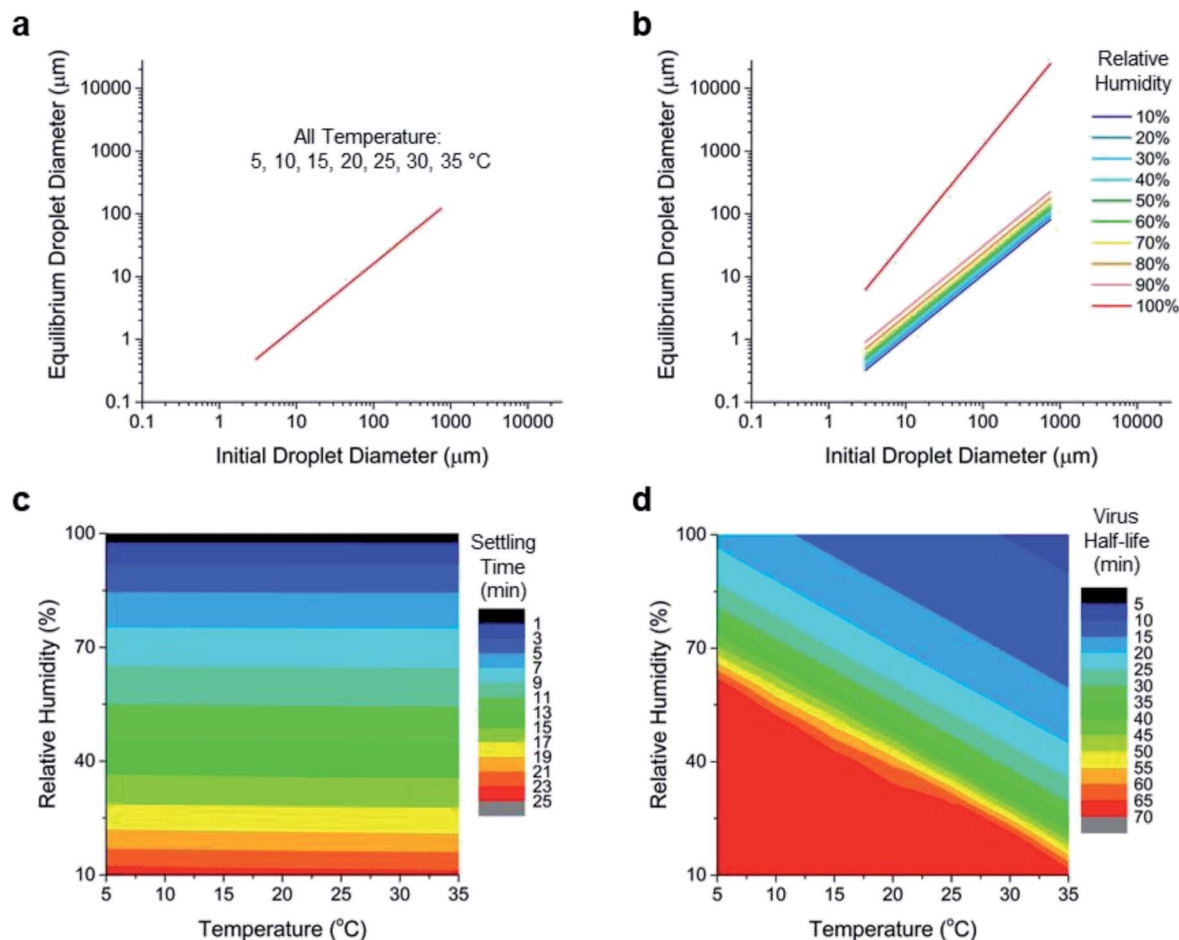 a
Equilibrium Droplet Diameter (μm)
10000
1000
100
10
1
0.1
All Temperature:
5, 10, 15, 20, 25, 30, 35 °C
0.1 1 10 100 1000 10000
Initial Droplet Diameter (μm)
b
Equilibrium Droplet Diameter (μm)
10000
1000
100
10
1
0.1
0.1 1 10 100 1000 10000
Initial Droplet Diameter (μm)
Relative
Humidity
10%
20%
30%
40%
50%
60%
70%
80%
90%
100%
c
Relative Humidity (%)
100
70
40
10
5 10 15 20 25 30 35
Temperature (°C)
Settling
Time
(min)
1
3
5
7
9
11
13
15
17
19
21
23
25
d
Relative Humidity (%)
100
70
40
10
5 10 15 20 25 30 35
Temperature (°C)
Virus
Half-life
(min)
5
10
15
20
25
30
35
40
45
50
55
60
65
70